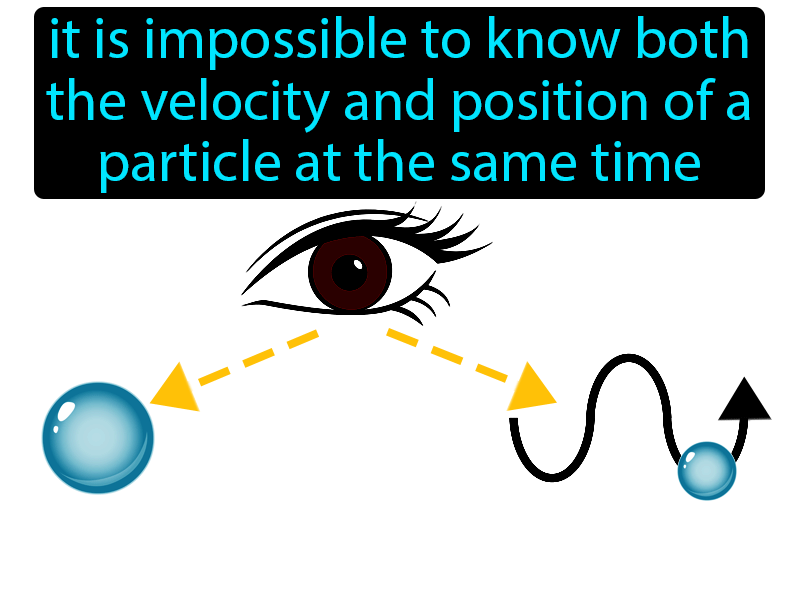 it is impossible to know both
the velocity and position of a
particle at the same time